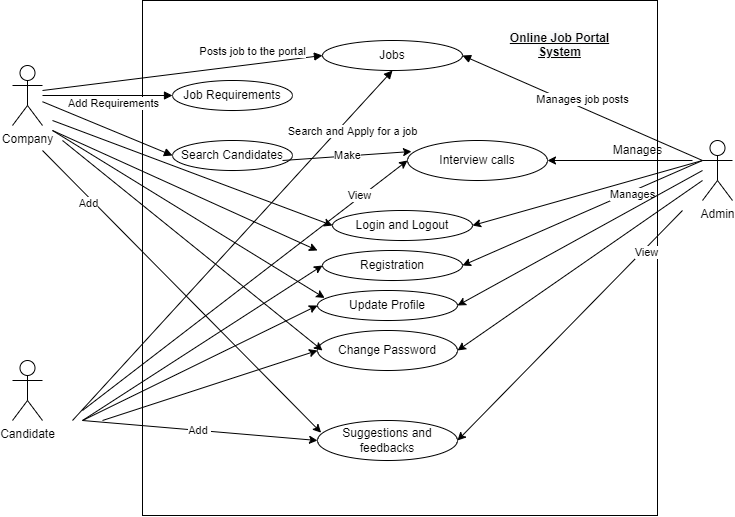 Online Job Portal
System
Posts job to the portal
Jobs
Job Requirements
Add Requirements
Manages job posts
Company
Search and Apply for a job
Search Candidates
Make
Interview calls
Manages
View
Manages
Add
Login and Logout
Admin
View
Registration
Update Profile
Change Password
Candidate
Add
Suggestions and
feedbacks